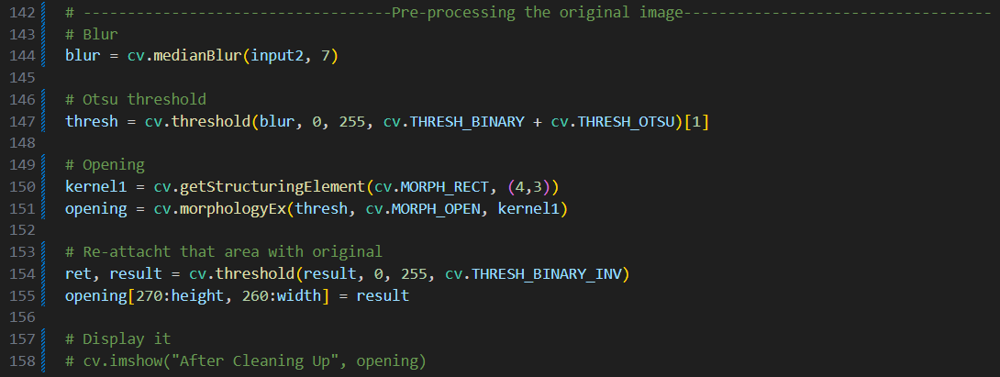 142 # -----------------------------------Pre-processing the original image-----------------------------------
143 # Blur
144 blur = cv.medianBlur(input2, 7)
145
146 # Otsu threshold
147 thresh = cv.threshold(blur, 0, 255, cv.THRESH_BINARY + cv.THRESH_OTSU)[1]
148
149 # Opening
150 kernel1 = cv.getStructuringElement(cv.MORPH_RECT, (4,3))
151 opening = cv.morphologyEx(thresh, cv.MORPH_OPEN, kernel1)
152
153 # Re-attacht that area with original
154 ret, result = cv.threshold(result, 0, 255, cv.THRESH_BINARY_INV)
155 opening[270:height, 260:width] = result
156
157 # Display it
158 # cv.imshow("After Cleaning Up", opening)